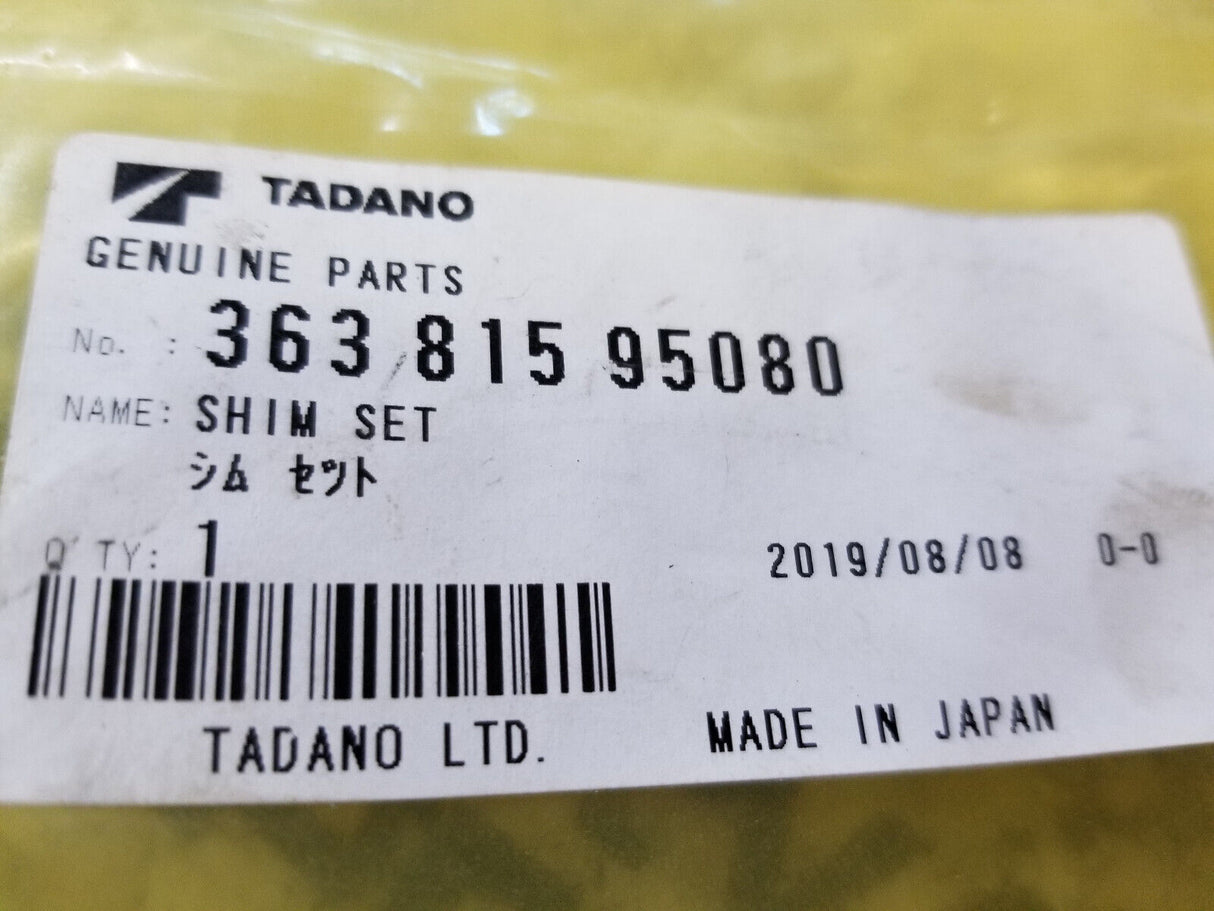 TADANO
GENUINE PARTS
No. : 363 815 95080
NAME: SHIM SET
シム セット
Q'TY: 1
2019/08/08 0-0
TADANO LTD. MADE IN JAPAN